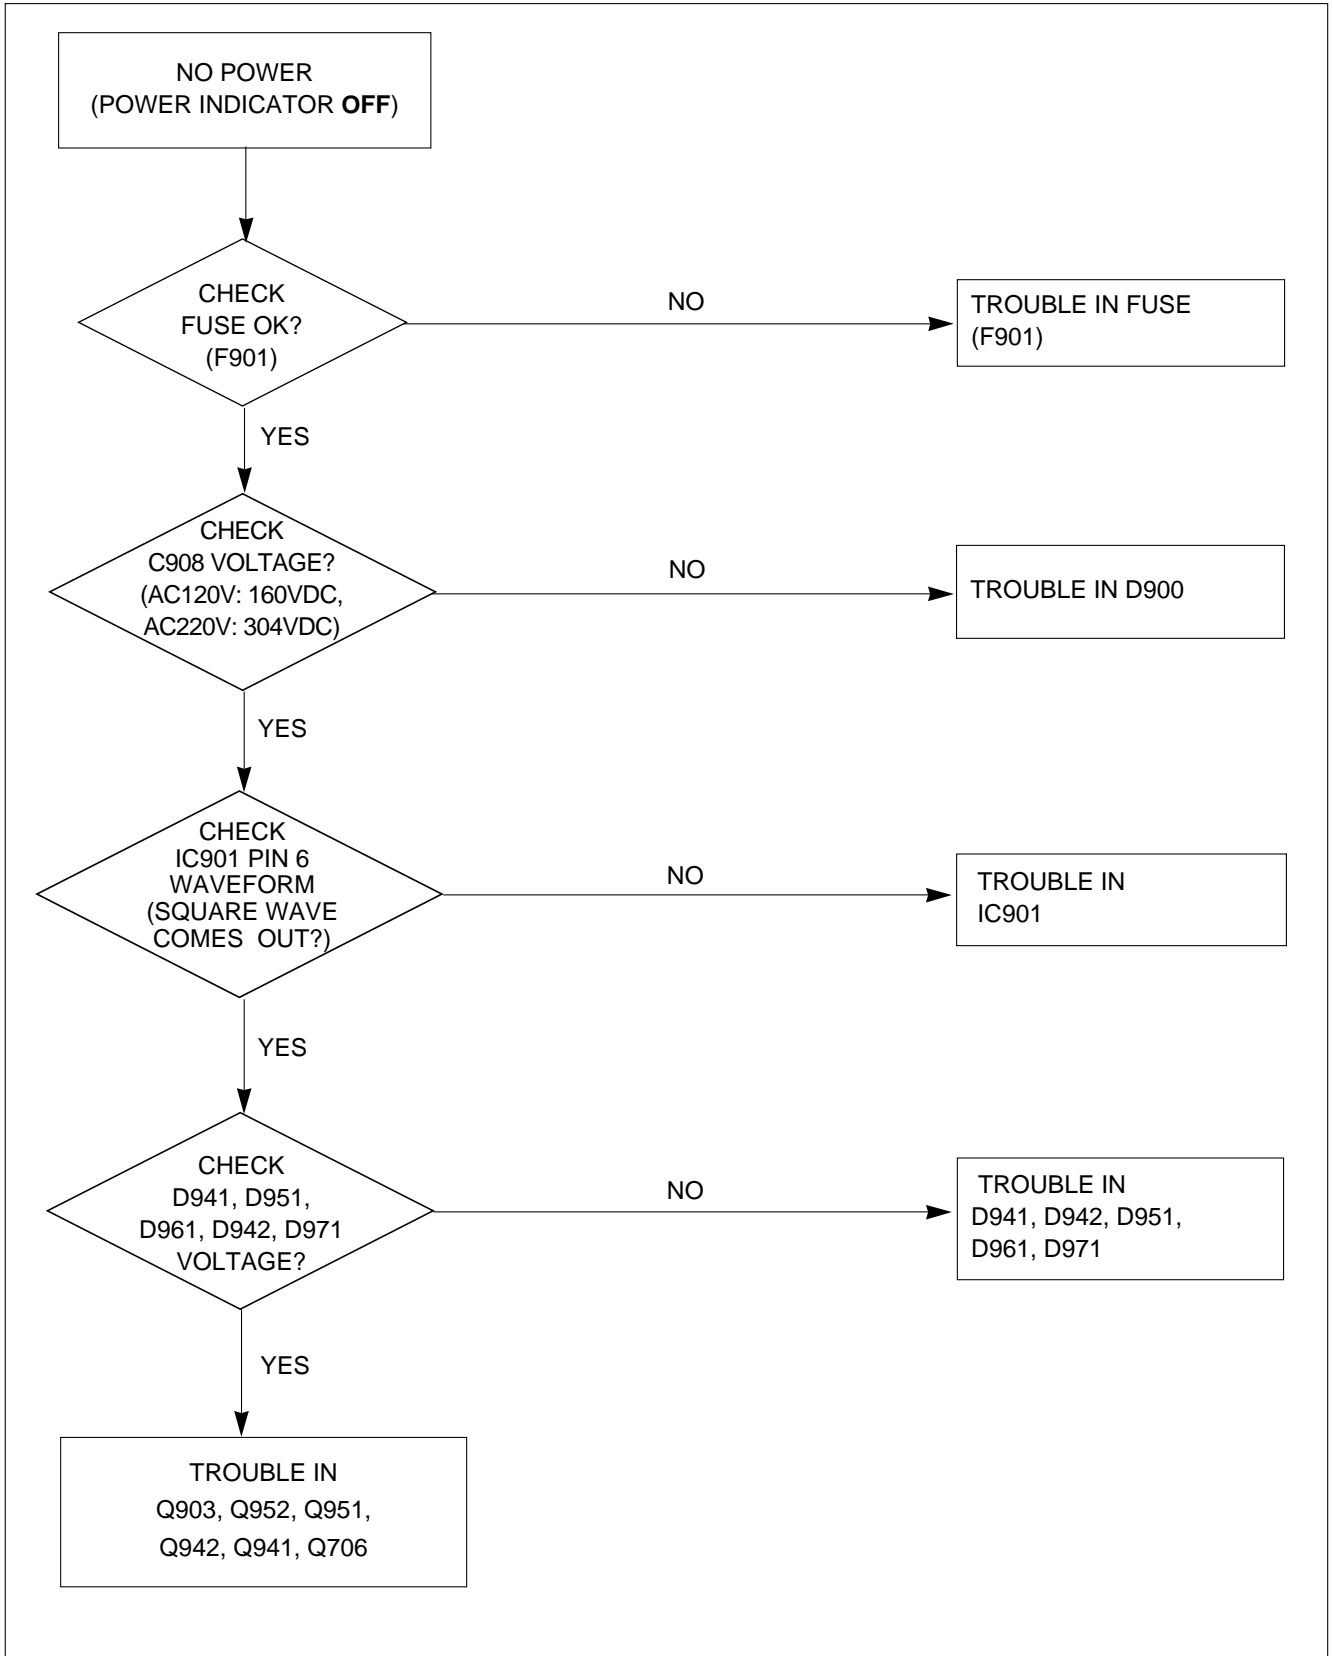 NO POWER
(POWER INDICATOR OFF)
CHECK
FUSE OK?
(F901)
NO
TROUBLE IN FUSE
(F901)
YES
CHECK
C908 VOLTAGE?
(AC120V: 160VDC,
AC220V: 304VDC)
NO
TROUBLE IN D900
YES
CHECK
IC901 PIN 6
WAVEFORM
(SQUARE WAVE
COMES OUT?)
NO
TROUBLE IN
IC901
YES
CHECK
D941, D951,
D961, D942, D971
VOLTAGE?
NO
TROUBLE IN
D941, D942, D951,
D961, D971
YES
TROUBLE IN
Q903, Q952, Q951,
Q942, Q941, Q706